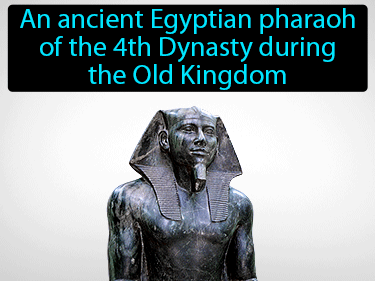 An ancient Egyptian pharaoh
of the 4th Dynasty during
the Old Kingdom